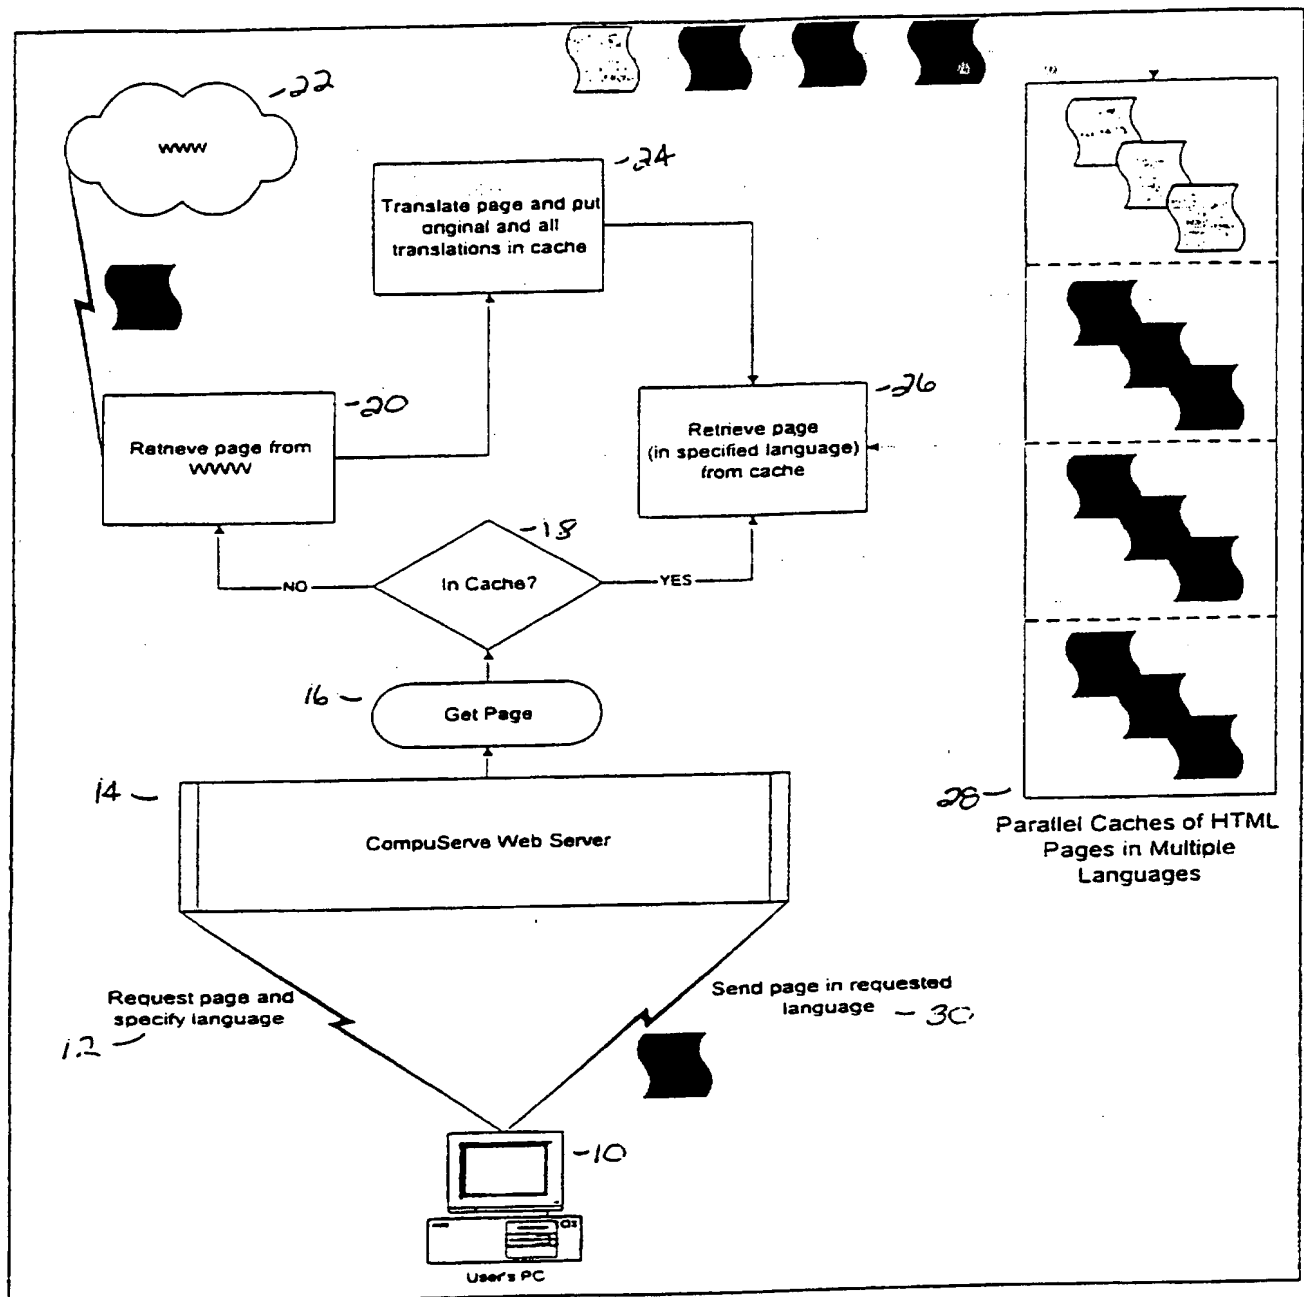 22
WWW
24
Translate page and put
original and all
translations in cache
20
Retrieve page from
WWW
26
Retrieve page
(in specified language)
from cache
18
In Cache?
NO
YES
16
Get Page
14
CompuServe Web Server
28
Parallel Caches of HTML
Pages in Multiple
Languages
Request page and
specify language
12
Send page in requested
language
30
10
User's PC